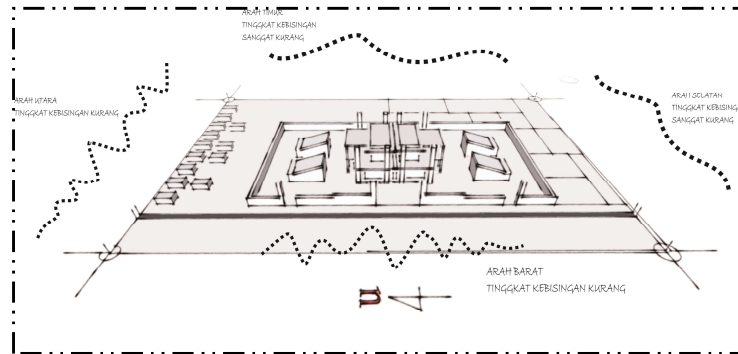 ARAH TIMUR
TINGGKAT KEBISINGAN
SANGGAT KURANG
ARAH UTARA
TINGGKAT KEBISINGAN KURANG
ARAH SELATAN
TINGGKAT KEBISING
SANGGAT KURANG
ARAH BARAT
TINGGKAT KEBISINGAN KURANG
u